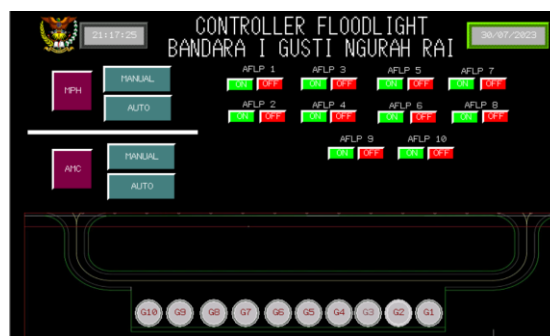 21:17:25
CONTROLLER FLOODLIGHT
BANDARA I GUSTI NGURAH RAI
30/07/2023
MPH
MANUAL
AUTO
AFLP 1 AFLP 3 AFLP 5 AFLP 7
ON OFF ON OFF ON OFF ON OFF
AFLP 2 AFLP 4 AFLP 6 AFLP 8
ON OFF ON OFF ON OFF ON OFF
AFLP 9 AFLP 10
ON OFF ON OFF
AMC
MANUAL
AUTO
G10 G9 G8 G7 G6 G5 G4 G3 G2 G1